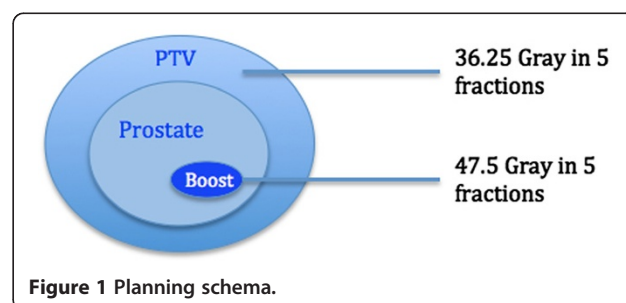 PTV
36.25 Gray in 5
fractions
Prostate
Boost
47.5 Gray in 5
fractions
Figure 1 Planning schema.